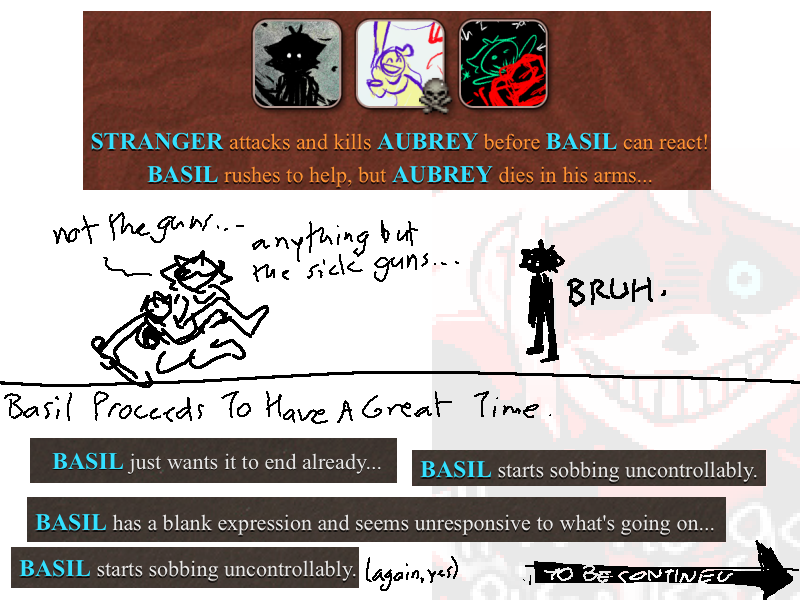 STRANGER attacks and kills AUBREY before BASIL can react!
BASIL rushes to help, but AUBREY dies in his arms...
not the guns...
anything but
the sick guns...
BRUH.
Basil Proceeds To Have A Great Time.
BASIL just wants it to end already...
BASIL starts sobbing uncontrollably.
BASIL has a blank expression and seems unresponsive to what's going on...
BASIL starts sobbing uncontrollably. (again, yes)
TO BE CONTINEU